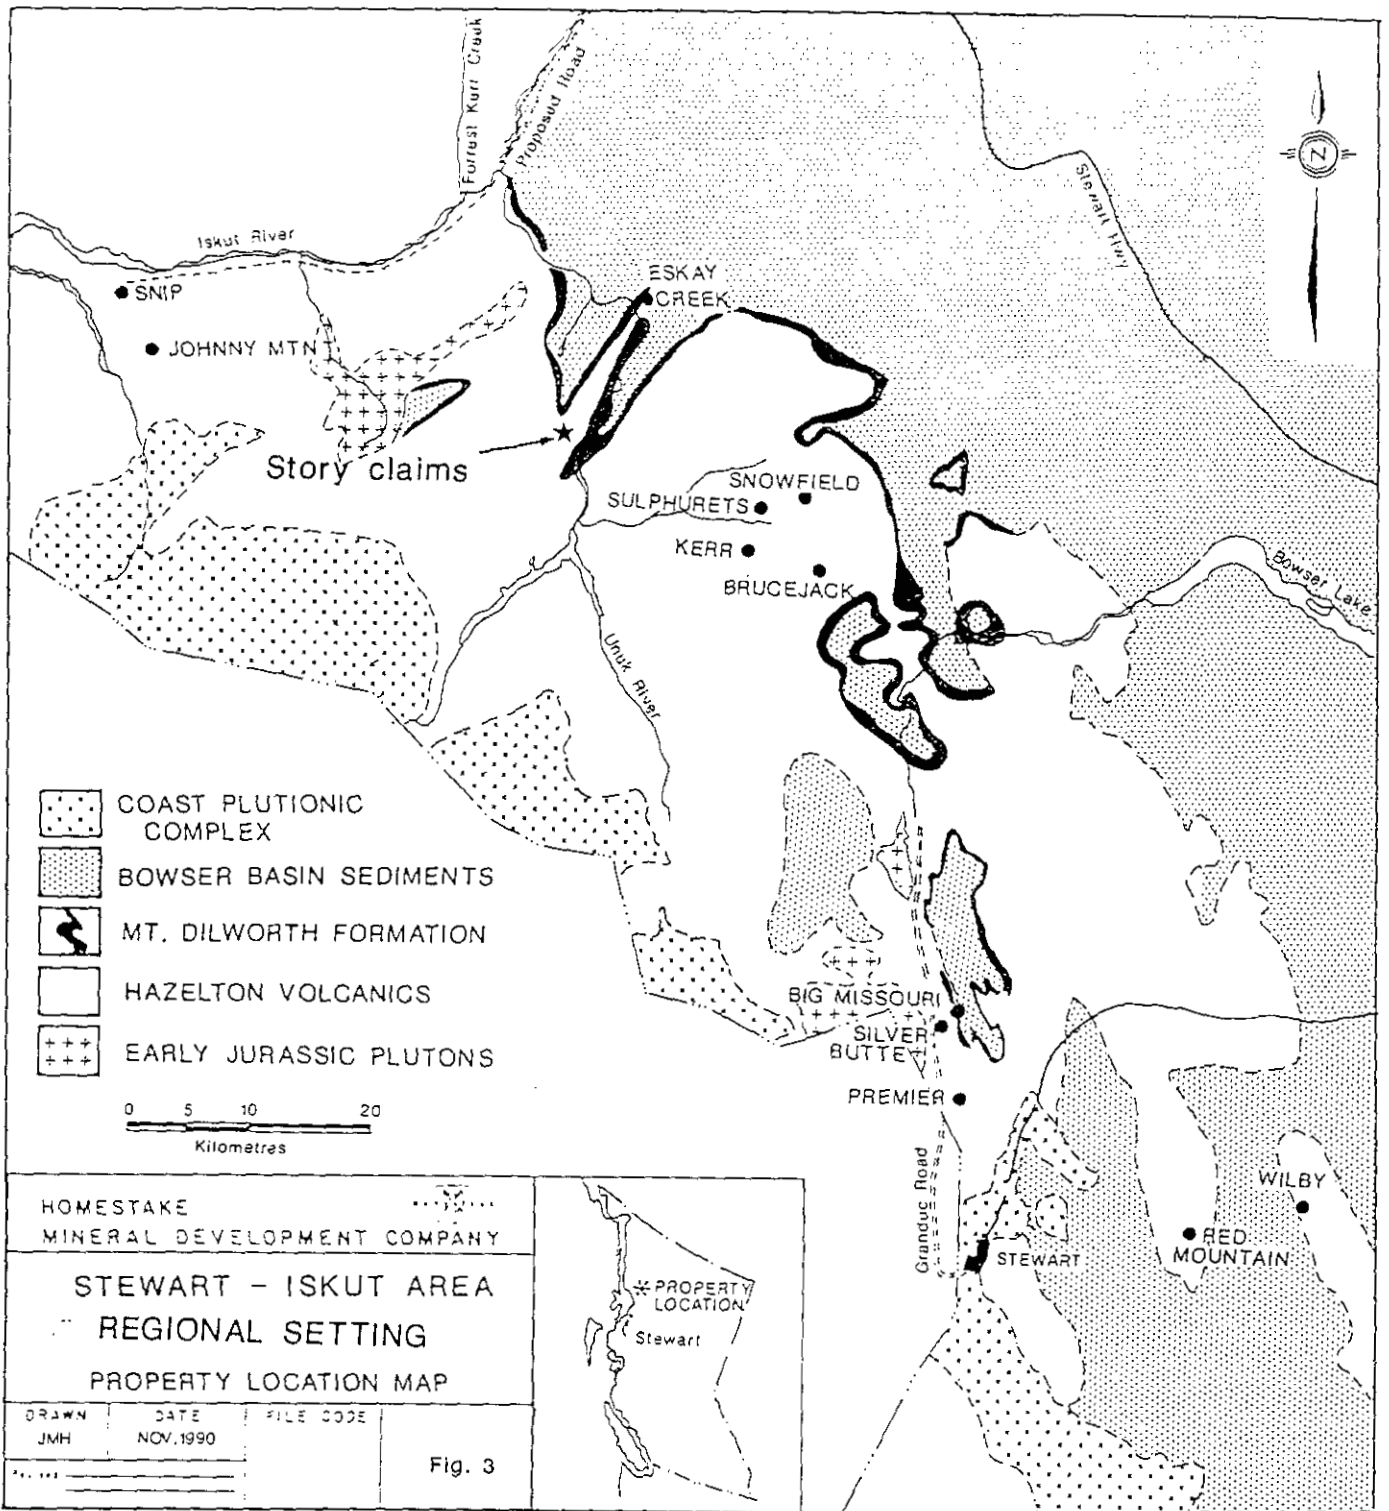 Forrest Kurr Creek
Proposed Road
Stewart Hwy
N
Iskut River
SNIP
JOHNNY MTN
ESKAY
CREEK
Story claims
SNOWFIELD
SULPHURETS
KERR
BRUCEJACK
Bowser Lake
Unuk River
COAST PLUTIONIC
COMPLEX
BOWSER BASIN SEDIMENTS
MT. DILWORTH FORMATION
HAZELTON VOLCANICS
EARLY JURASSIC PLUTONS
0 5 10 20
Kilometres
BIG MISSOURI
SILVER
BUTTE
PREMIER
Granduc Road
WILBY
RED
MOUNTAIN
STEWART
HOMESTAKE
MINERAL DEVELOPMENT COMPANY
STEWART - ISKUT AREA
REGIONAL SETTING
PROPERTY LOCATION MAP
DRAWN
JMH
DATE
NOV. 1990
FILE CODE
Fig. 3
PROPERTY
LOCATION
Stewart